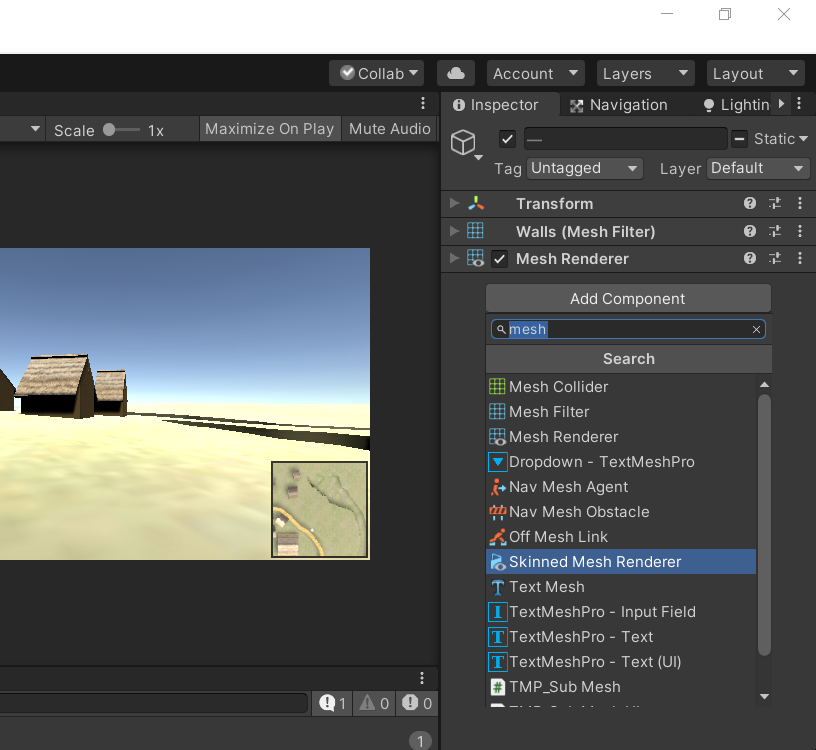 Collab
Account
Layers
Layout
Inspector
Navigation
Lightin
Scale 1x
Maximize On Play
Mute Audio
—
Static
Tag Untagged
Layer Default
Transform
Walls (Mesh Filter)
Mesh Renderer
Add Component
mesh
Search
Mesh Collider
Mesh Filter
Mesh Renderer
Dropdown - TextMeshPro
Nav Mesh Agent
Nav Mesh Obstacle
Off Mesh Link
Skinned Mesh Renderer
Text Mesh
TextMeshPro - Input Field
TextMeshPro - Text
TextMeshPro - Text (UI)
TMP_Sub Mesh
1 0 0
1